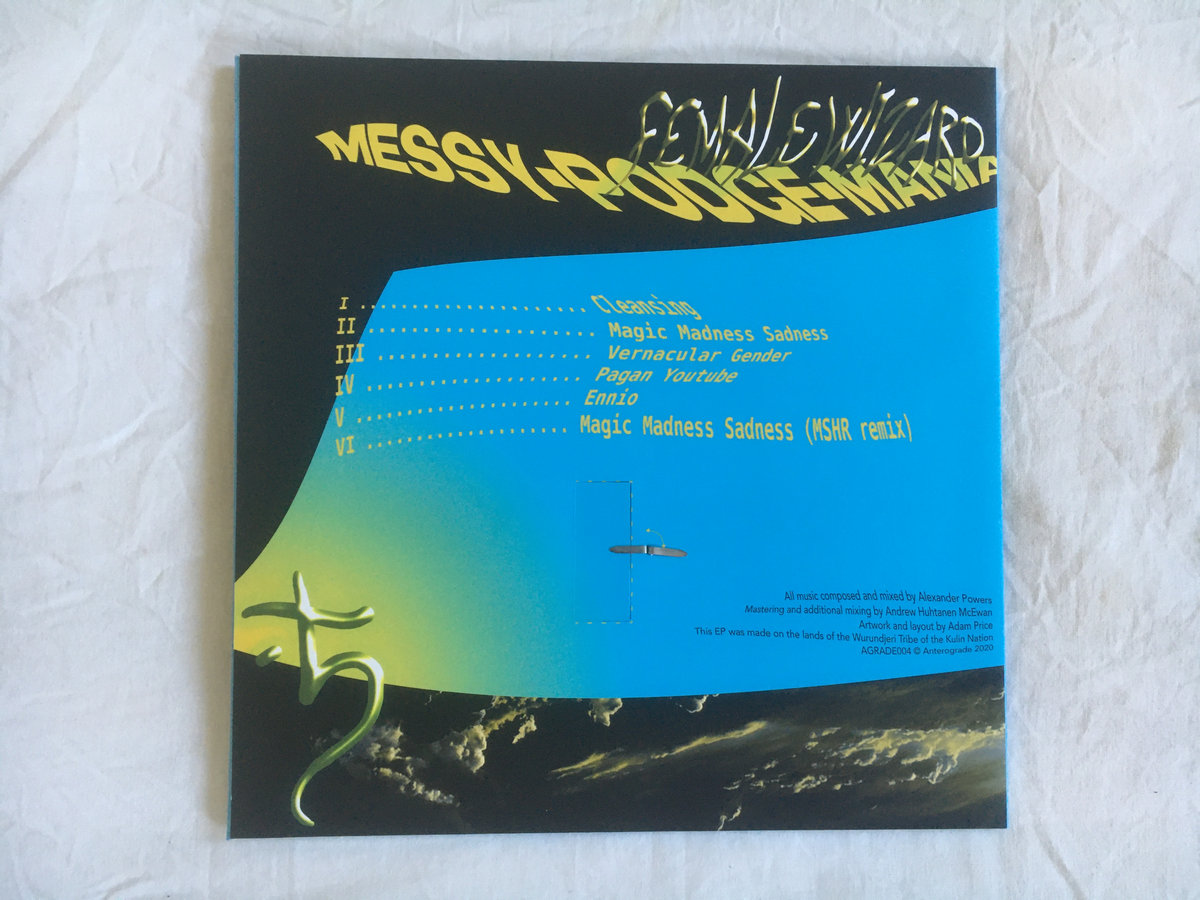 FEMALE WIZARD
MESSY-PODGE-MANIA
I ...................... Cleansing
II ..................... Magic Madness Sadness
III .................... Vernacular Gender
IV ..................... Pagan Youtube
V ...................... Ennio
VI .................... Magic Madness Sadness (MSHR remix)
All music composed and mixed by Alexander Powers
Mastering and additional mixing by Andrew Huhtanen McEwan
Artwork and layout by Adam Price
This EP was made on the lands of the Wurundjeri Tribe of the Kulin Nation
AGRADE004 © Anterograde 2020